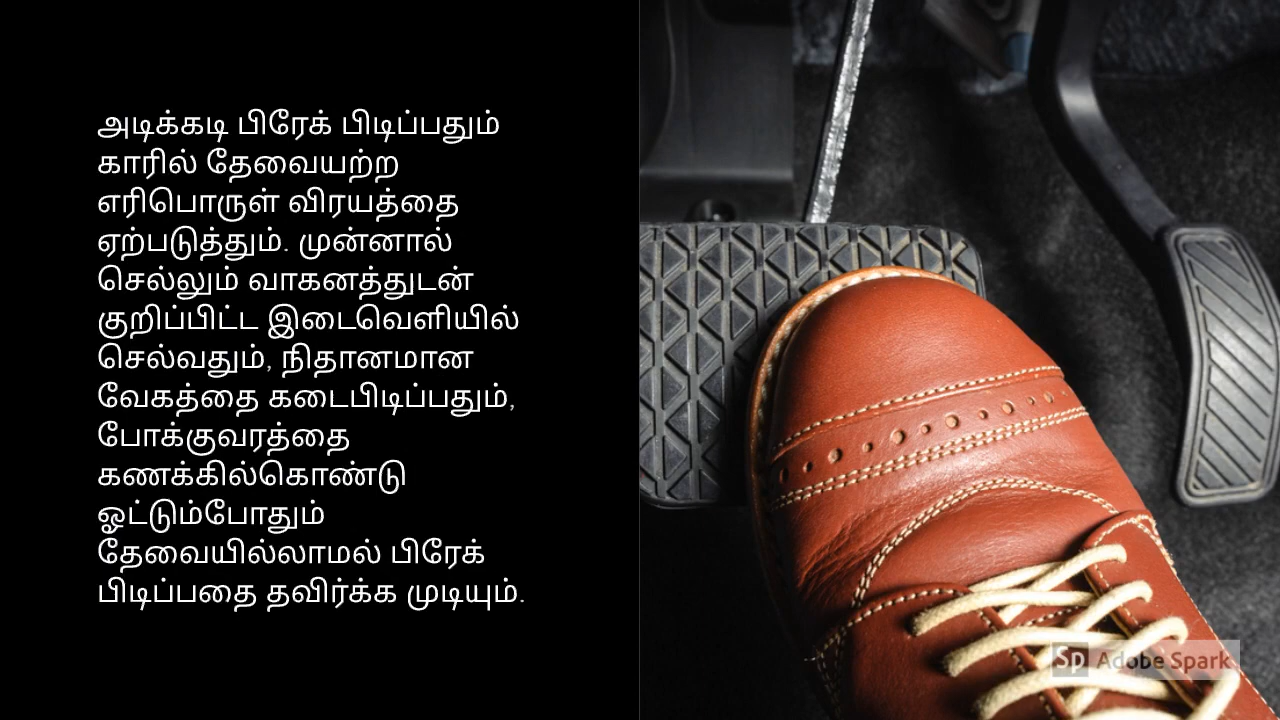 அடிக்கடி பிரேக் பிடிப்பதும்
காரில் தேவையற்ற
எரிபொருள் விரயத்தை
ஏற்படுத்தும். முன்னால்
செல்லும் வாகனத்துடன்
குறிப்பிட்ட இடைவெளியில்
செல்வதும், நிதானமான
வேகத்தை கடைபிடிப்பதும்,
போக்குவரத்தை
கணக்கில்கொண்டு
ஓட்டும்போதும்
தேவையில்லாமல் பிரேக்
பிடிப்பதை தவிர்க்க முடியும்.
Sp Adobe Spark